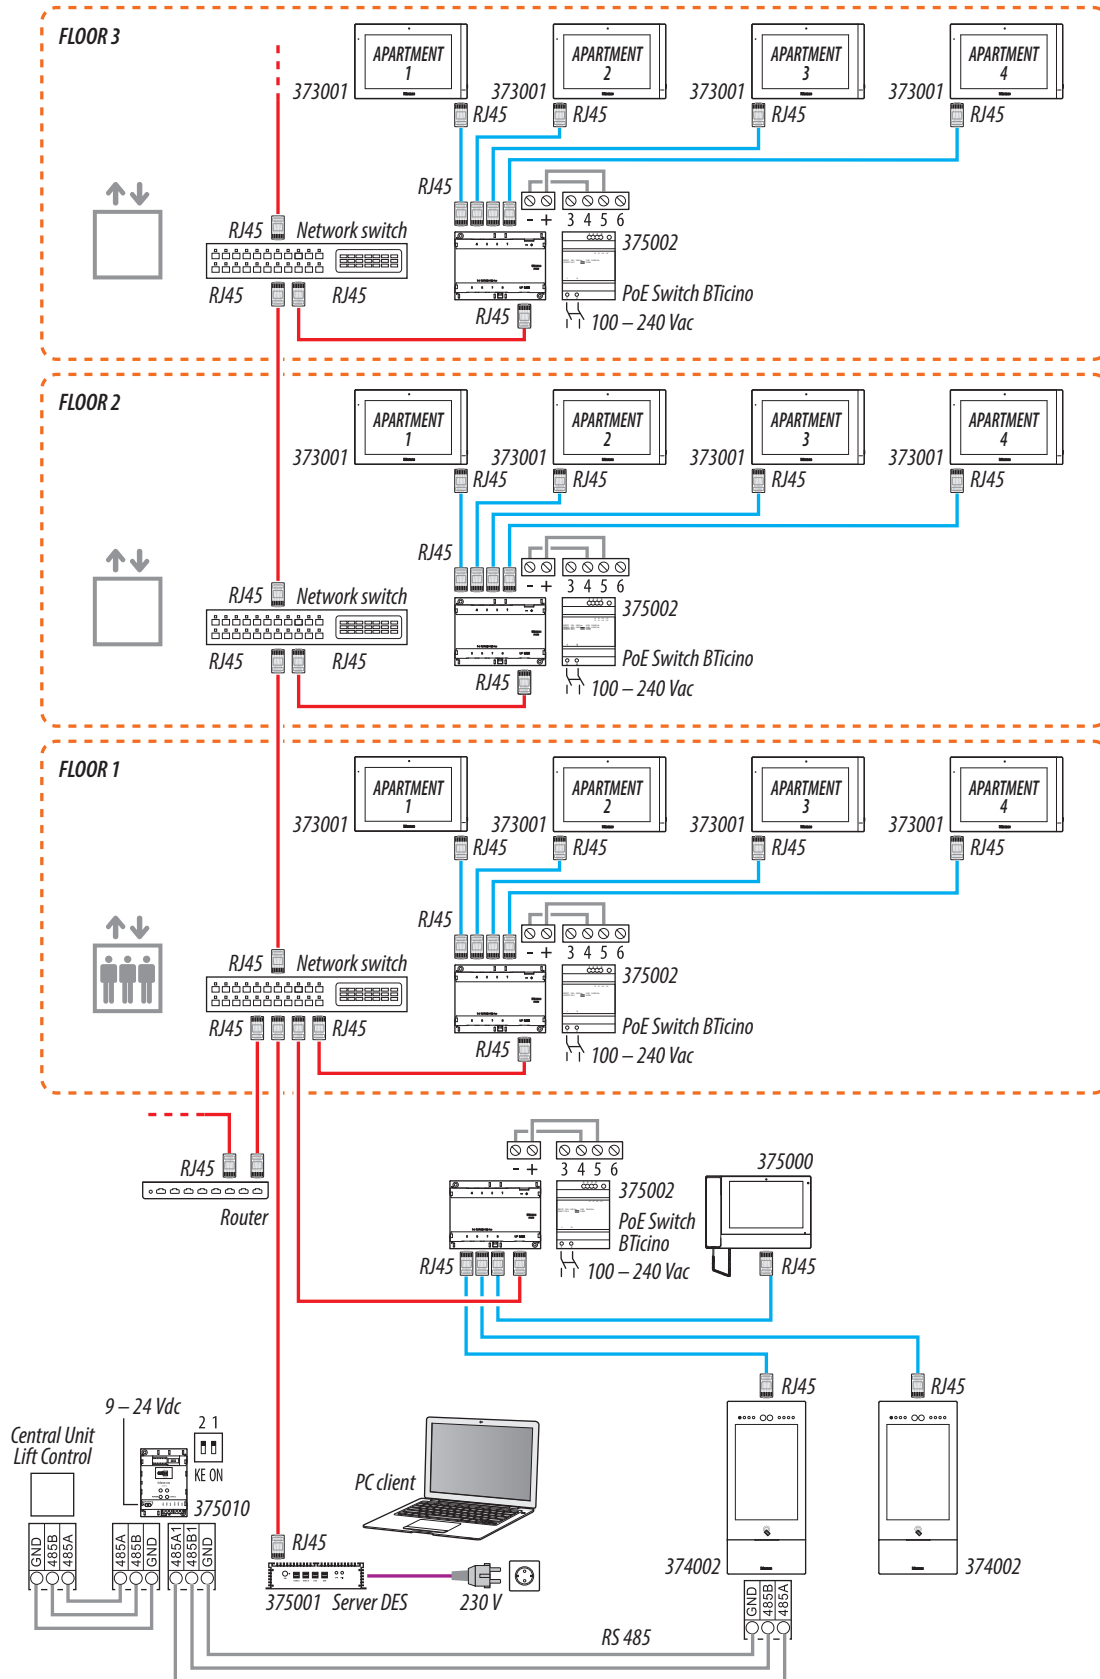 FLOOR 3
APARTMENT 1
APARTMENT 2
APARTMENT 3
APARTMENT 4
373001
373001
373001
373001
RJ45
RJ45
RJ45
RJ45
RJ45
- + 3 4 5 6
RJ45
Network switch
375002
RJ45
RJ45
PoE Switch BTicino
RJ45
100 – 240 Vac
FLOOR 2
APARTMENT 1
APARTMENT 2
APARTMENT 3
APARTMENT 4
373001
373001
373001
373001
RJ45
RJ45
RJ45
RJ45
RJ45
- + 3 4 5 6
RJ45
Network switch
375002
RJ45
RJ45
PoE Switch BTicino
RJ45
100 – 240 Vac
FLOOR 1
APARTMENT 1
APARTMENT 2
APARTMENT 3
APARTMENT 4
373001
373001
373001
373001
RJ45
RJ45
RJ45
RJ45
RJ45
- + 3 4 5 6
RJ45
Network switch
375002
RJ45
RJ45
PoE Switch BTicino
RJ45
100 – 240 Vac
- + 3 4 5 6
RJ45
Router
375002
PoE Switch
BTicino
375000
RJ45
100 – 240 Vac
RJ45
RJ45
RJ45
9 – 24 Vdc
2 1
KE ON
Central Unit
Lift Control
375010
PC client
GND
485B
485A
485A
485B
GND
485A1
485B1
GND
RJ45
375001
Server DES
230 V
374002
374002
GND
485B
485A
RS 485